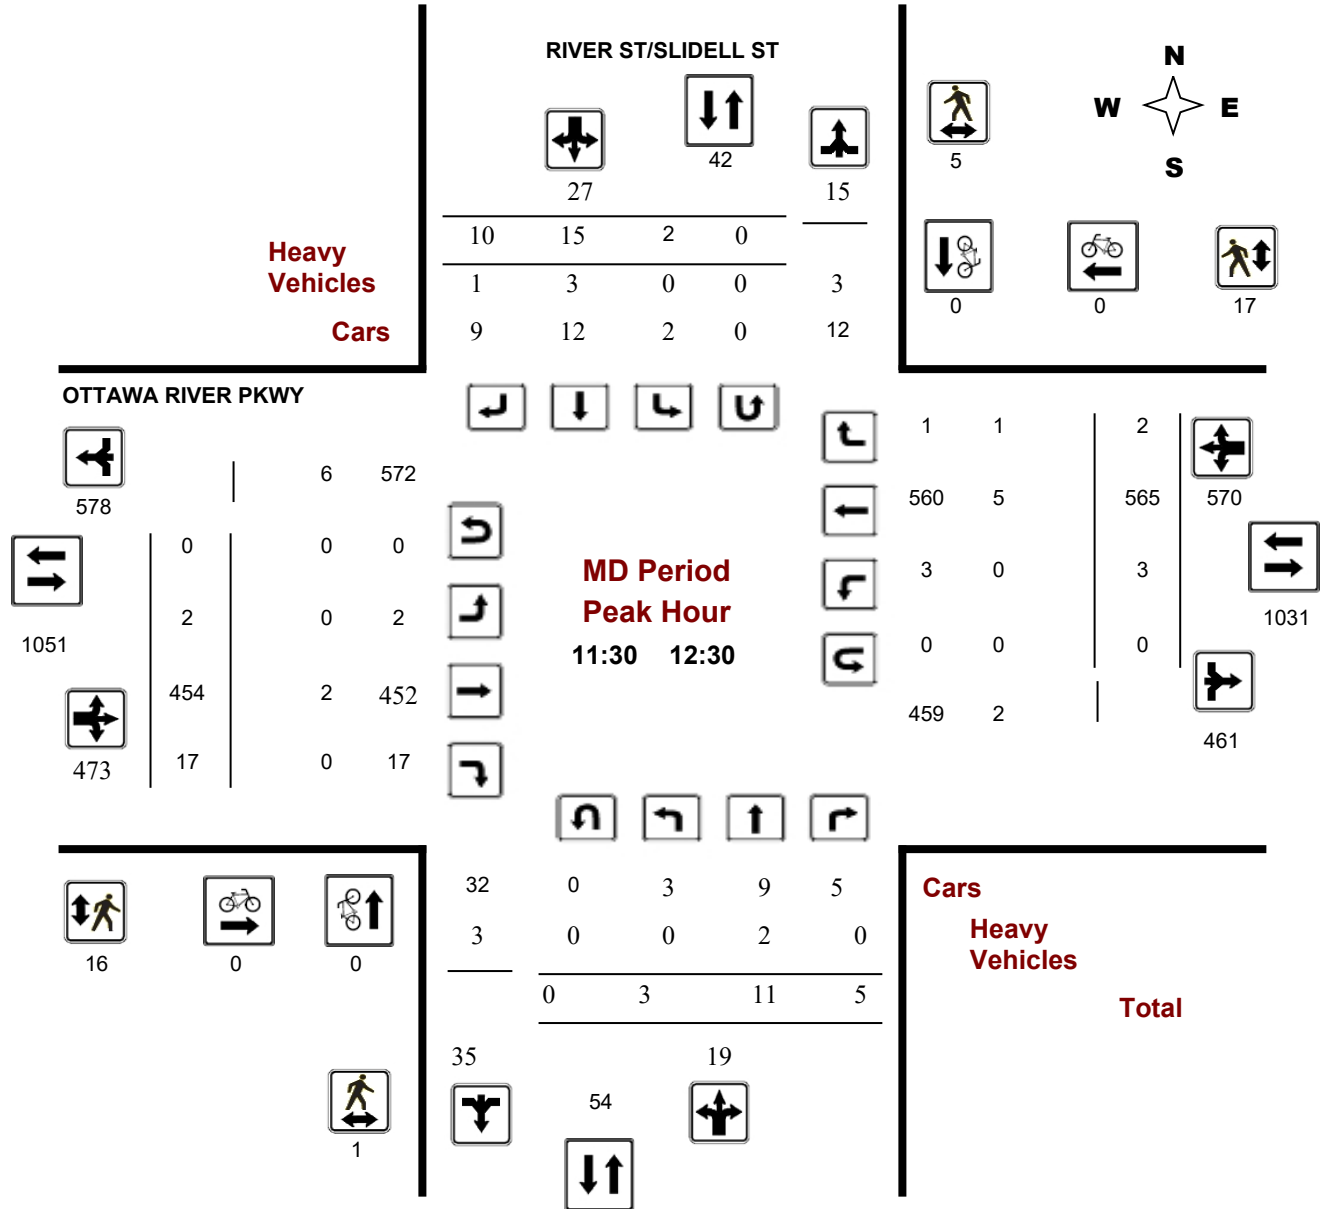 RIVER ST/SLIDELL ST
N
W E
S
42
5
27
15
10 15 2 0
Heavy
Vehicles
1 3 0 0 3
0 0 17
Cars
9 12 2 0 12
OTTAWA RIVER PKWY
1 1 2
6 572
578
560 5 565 570
0 0 0
MD Period
3 0 3
2 0 2
Peak Hour
1031
1051
11:30 12:30
0 0 0
454 2 452
459 2
461
473 17 0 17
32 0 3 9 5
Cars
3 0 0 2 0
Heavy
Vehicles
16 0 0
0 3 11 5
Total
35 19
54
1